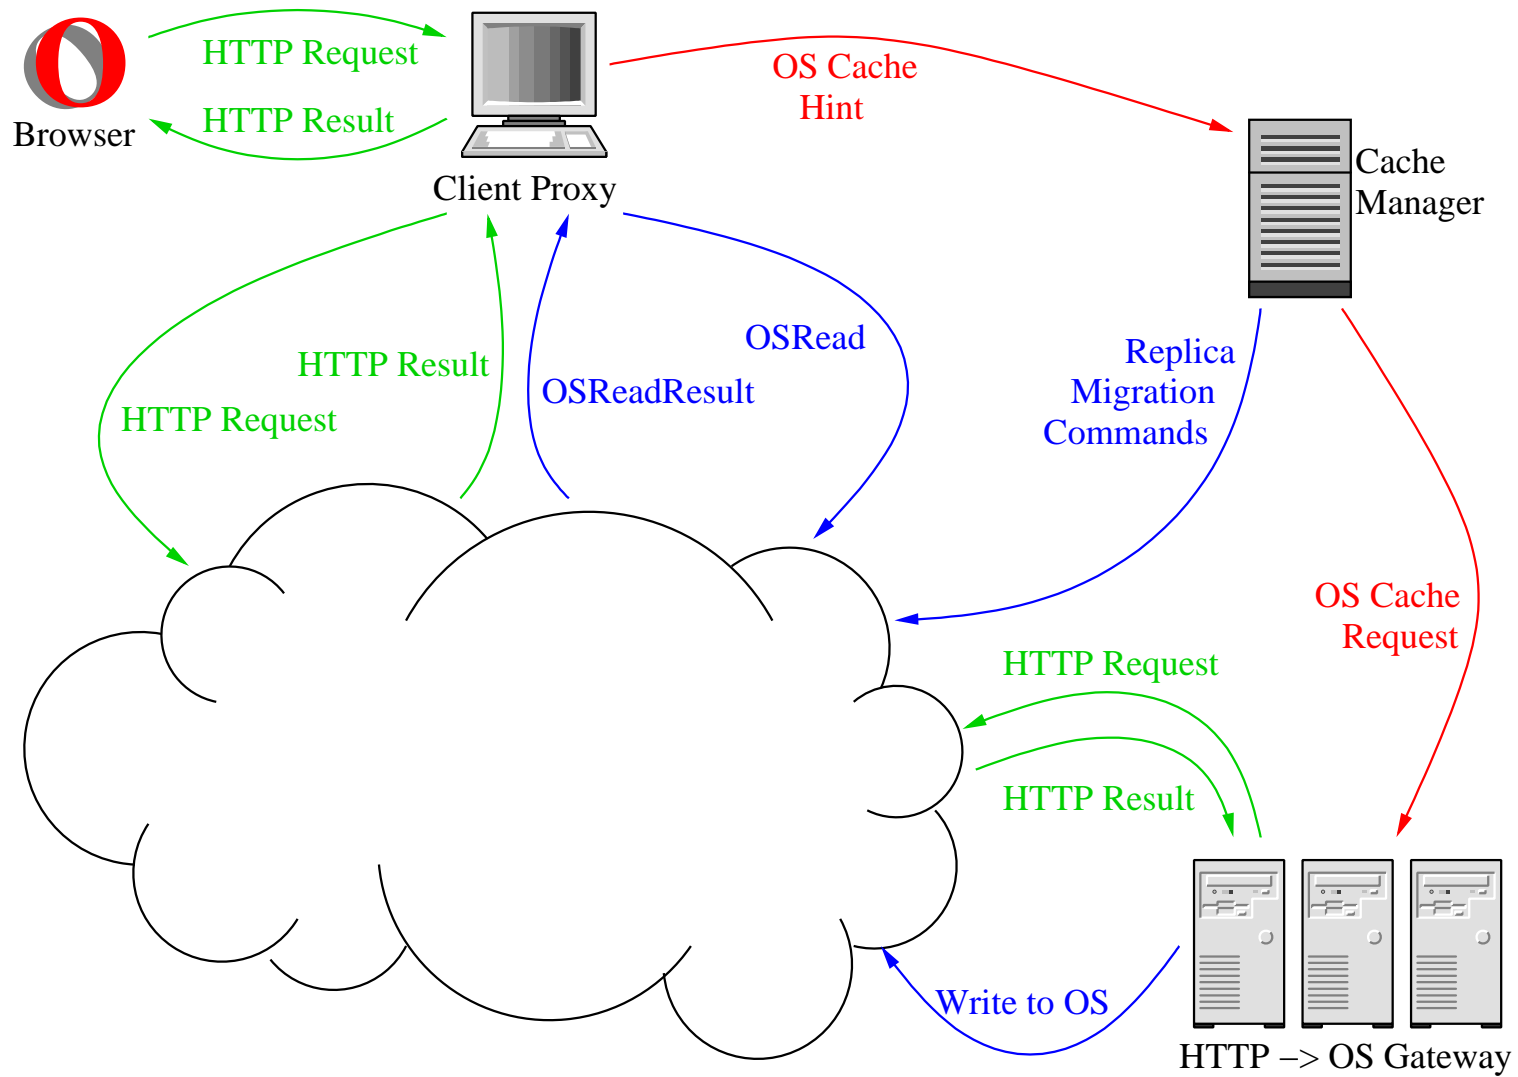 HTTP Request
HTTP Result
Browser
Client Proxy
OS Cache
Hint
Cache
Manager
OSRead
HTTP Result
OSReadResult
HTTP Request
Replica
Migration
Commands
OS Cache
Request
HTTP Request
HTTP Result
Write to OS
HTTP –> OS Gateway